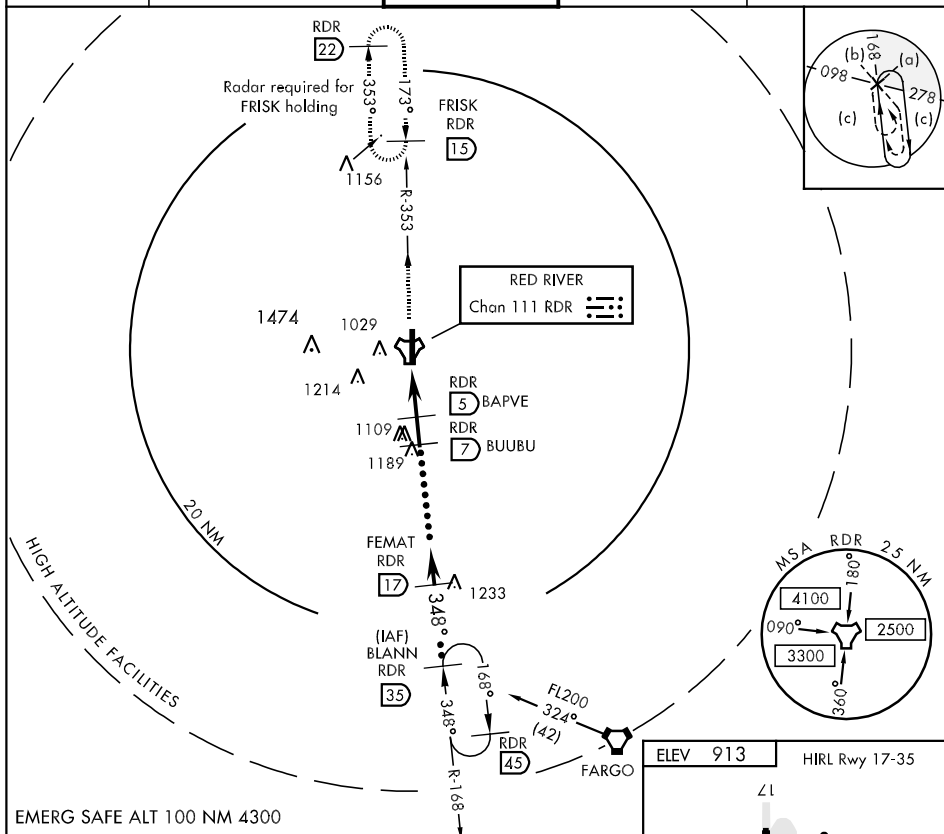 RDR
22
Radar required for
FRISK holding
353°
173°
FRISK
RDR
15
1156
R-353
168
(b)
(a)
098
278
(c)
(c)
RED RIVER
Chan 111 RDR
1474
1029
1214
RDR
5 BAPVE
1109
RDR
7 BUUBU
1189
20 NM
FEMAT
RDR
17
1233
348°
HIGH ALTITUDE FACILITIES
(IAF)
BLANN
RDR
35
168°
348°
R-168
RDR
45
FL200
324°
(42)
FARGO
MSA RDR 25 NM
180°
4100
090°
2500
3300
360°
ELEV 913
HIRL Rwy 17-35
17
EMERG SAFE ALT 100 NM 4300